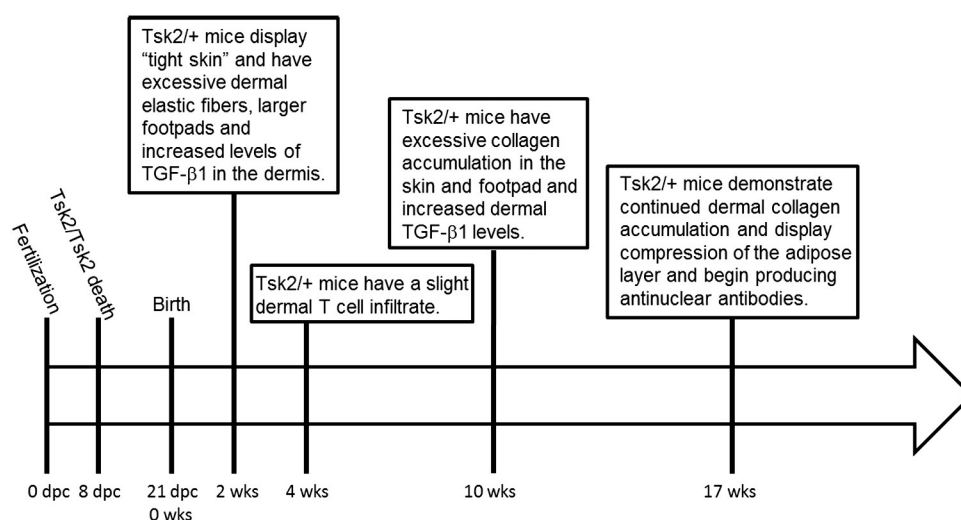 Tsk2/+ mice display
“tight skin” and have
excessive dermal
elastic fibers, larger
footpads and
increased levels of
TGF-β1 in the dermis.
Tsk2/+ mice have
excessive collagen
accumulation in the
skin and footpad and
increased dermal
TGF-β1 levels.
Tsk2/+ mice demonstrate
continued dermal collagen
accumulation and display
compression of the adipose
layer and begin producing
antinuclear antibodies.
Fertilization
Tsk2/Tsk2 death
Birth
Tsk2/+ mice have a slight
dermal T cell infiltrate.
0 dpc
8 dpc
21 dpc
0 wks
2 wks
4 wks
10 wks
17 wks